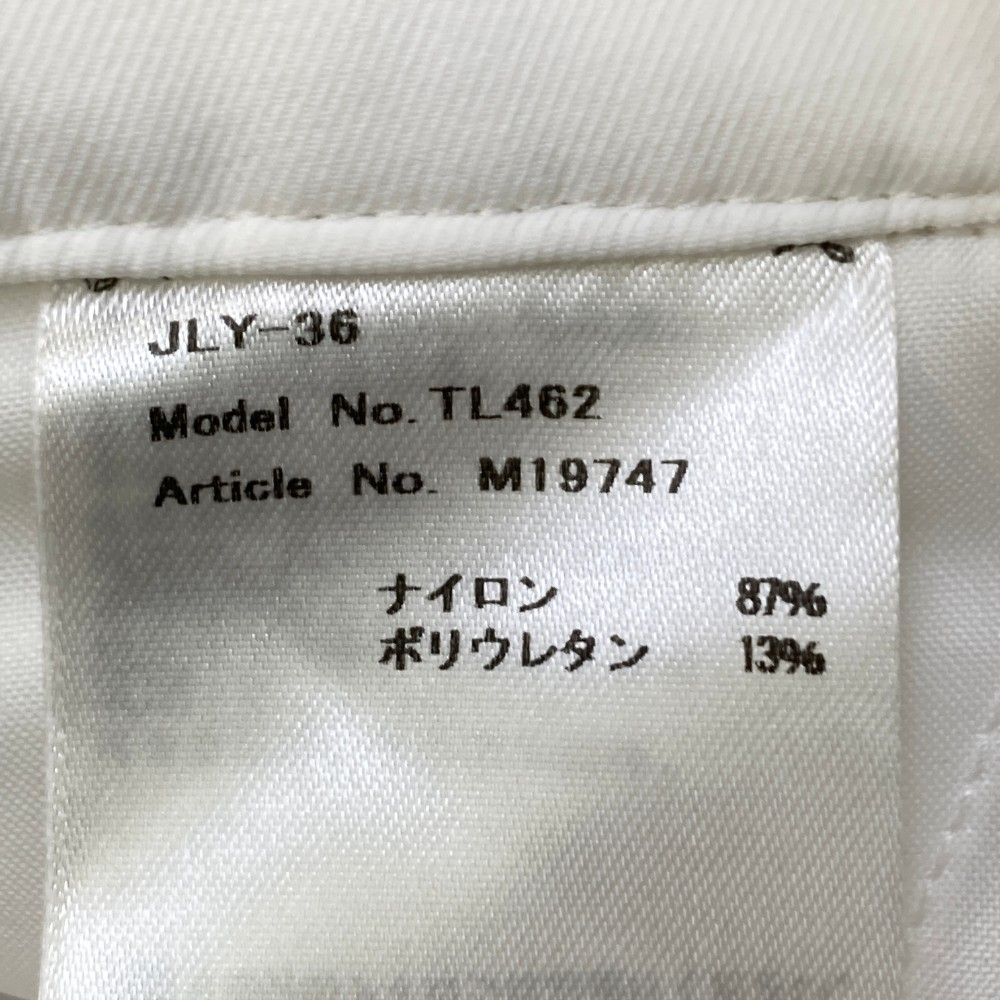 JLY-36
Model No. TL462
Article No. M19747
ナイロン 87%
ポリウレタン 13%